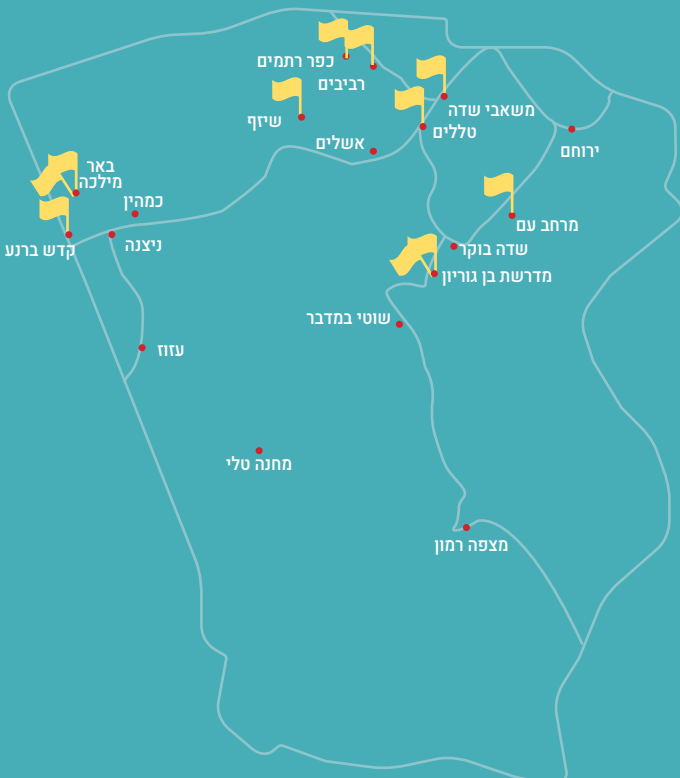 כפר רתמים
רביבים
משאבי שדה
שיזף
טללים
אשלים
ירוחם
באר
מילכה
כמהין
מרחב עם
ניצנה
קדש ברנע
שדה בוקר
מדרשת בן גוריון
שוטי במדבר
עזוז
מחנה טלי
מצפה רמון